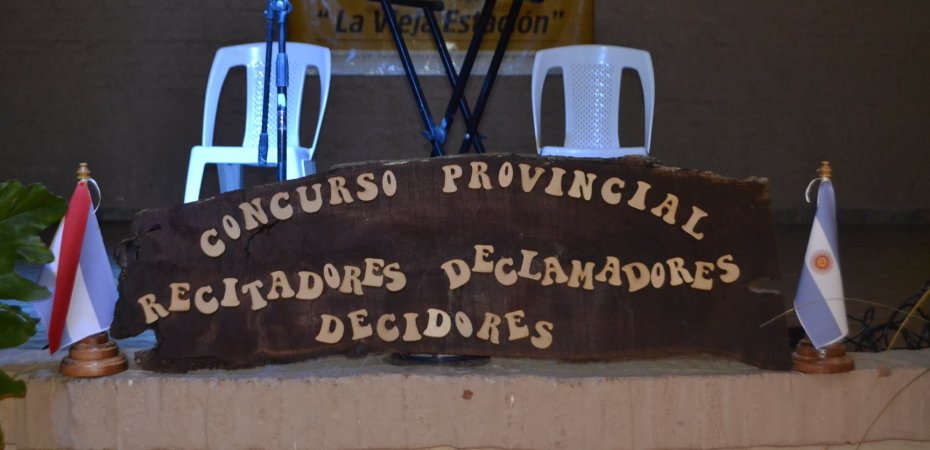 “La Vieja Estación”
CONCURSO PROVINCIAL
RECITADORES DECLAMADORES
DECIDORES